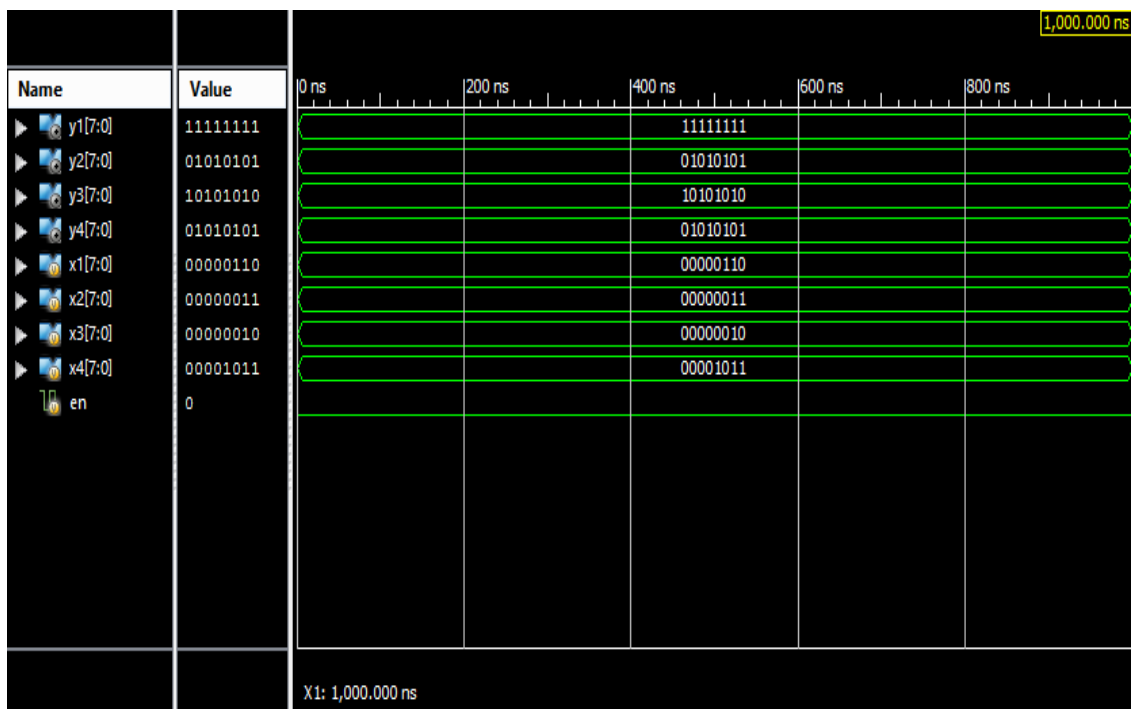 1,000.000 ns
Name Value 0 ns 200 ns 400 ns 600 ns 800 ns
y1[7:0] 11111111 11111111
y2[7:0] 01010101 01010101
y3[7:0] 10101010 10101010
y4[7:0] 01010101 01010101
x1[7:0] 00000110 00000110
x2[7:0] 00000011 00000011
x3[7:0] 00000010 00000010
x4[7:0] 00001011 00001011
en 0
X1: 1,000.000 ns